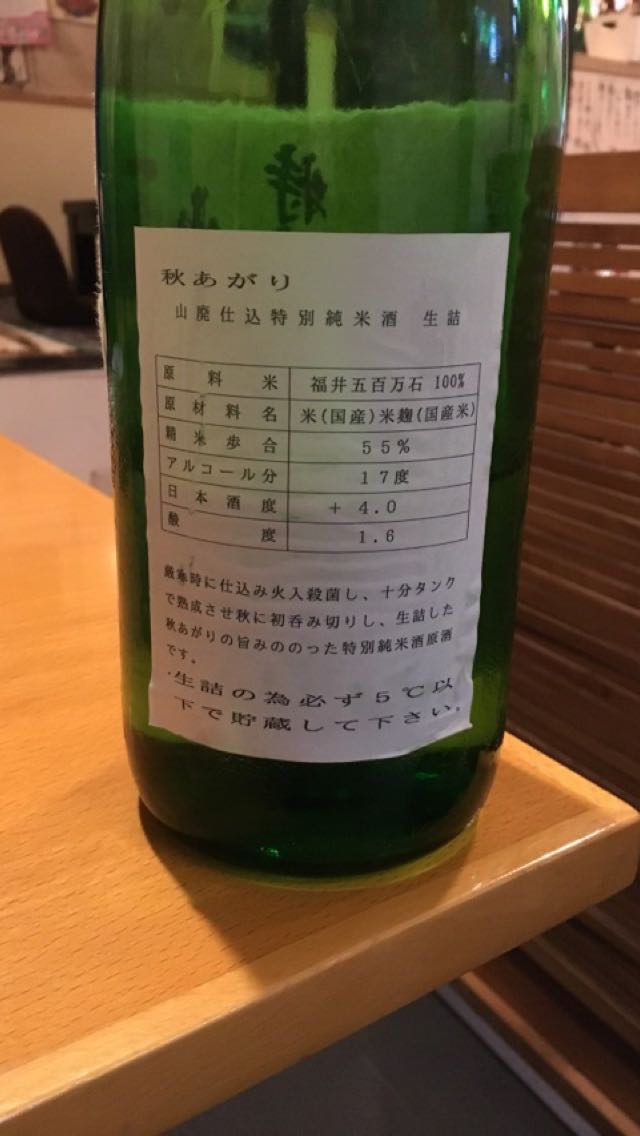 秋あがり
山廃仕込特別純米酒 生詰
原料米 福井五百万石 100%
原材料名 米(国産)米麹(国産米)
精米歩合 55%
アルコール分 17度
日本酒度 +4.0
酸度 1.6
厳寒時に仕込み火入殺菌し、十分タンク
で熟成させ秋に初呑み切りし、生詰した
秋あがりの旨みののった特別純米酒原酒
です。
・生詰の為必ず5℃以
下で貯蔵して下さい。